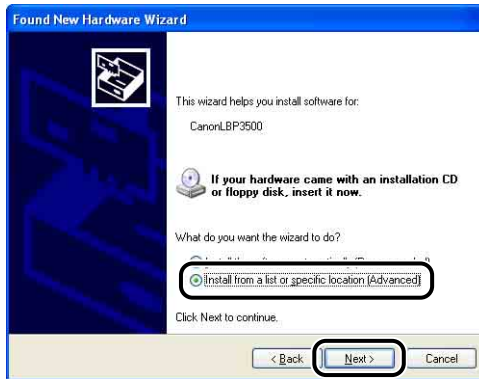 Found New Hardware Wizard
This wizard helps you install software for:
CanonLBP3500
If your hardware came with an installation CD
or floppy disk, insert it now.
What do you want the wizard to do?
Install from a list or specific location (Advanced)
Click Next to continue.
< Back Next > Cancel